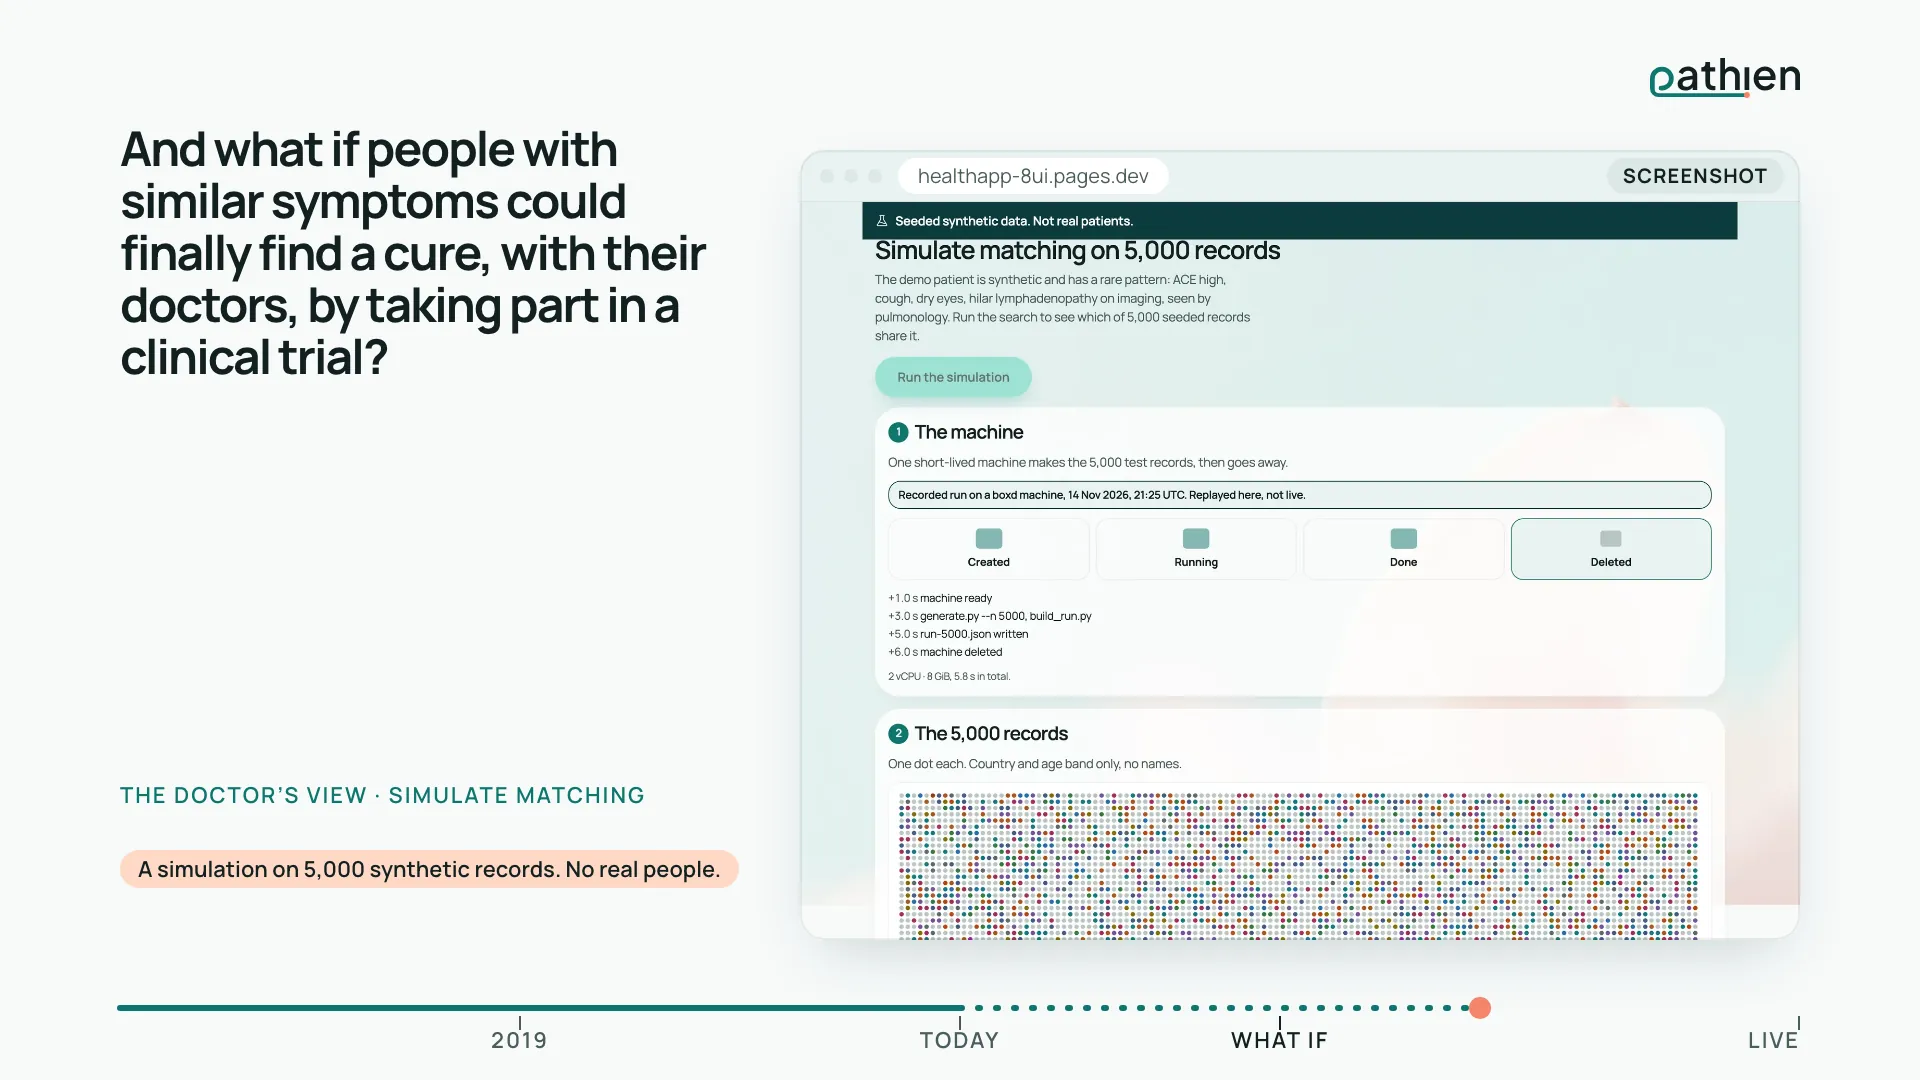 pathien
And what if people with
similar symptoms could
finally find a cure, with their
doctors, by taking part in a
clinical trial?
THE DOCTOR’S VIEW · SIMULATE MATCHING
A simulation on 5,000 synthetic records. No real people.
healthapp-8ui.pages.dev
SCREENSHOT
Seeded synthetic data. Not real patients.
Simulate matching on 5,000 records
The demo patient is synthetic and has a rare pattern: ACE high,
cough, dry eyes, hilar lymphadenopathy on imaging, seen by
pulmonology. Run the search to see which of 5,000 seeded records
share it.
Run the simulation
1 The machine
One short-lived machine makes the 5,000 test records, then goes away.
Recorded run on a boxd machine, 14 Nov 2026, 21:25 UTC. Replayed here, not live.
Created Running Done Deleted
+1.0 s machine ready
+3.0 s generate.py --n 5000, build_run.py
+5.0 s run-5000.json written
+6.0 s machine deleted
2 vCPU · 8 GiB, 5.8 s in total.
2 The 5,000 records
One dot each. Country and age band only, no names.
2019 TODAY WHAT IF LIVE